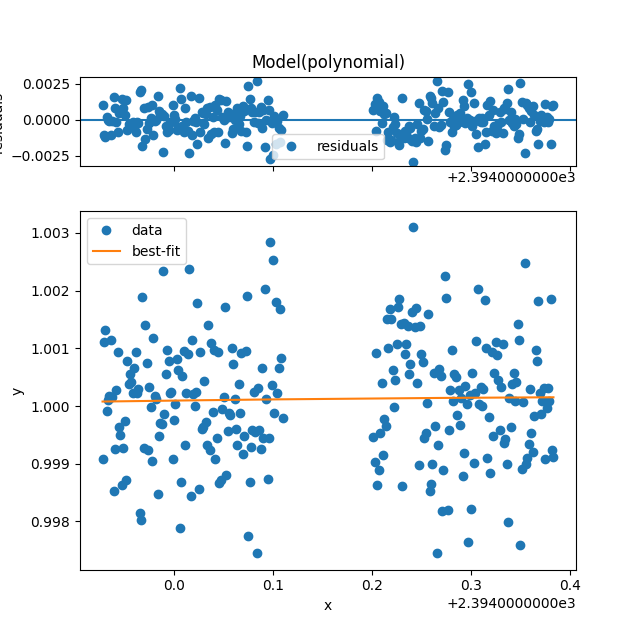 Model(polynomial)
0.0025
0.0000
−0.0025
residuals
+2.3940000000e3
1.003
1.002
1.001
1.000
0.999
0.998
y
data
best-fit
0.0
0.1
0.2
0.3
0.4
x
+2.3940000000e3